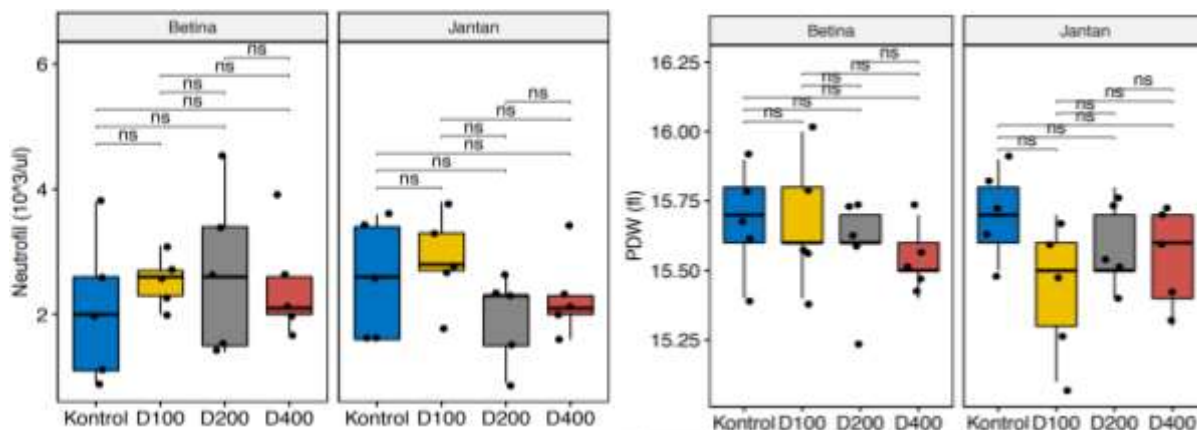 Betina Jantan
Neutrofil (10^3/ul)
6
4
2
ns
ns
ns
ns
ns
ns
ns
ns
ns
ns
ns
ns
Kontrol D100 D200 D400 Kontrol D100 D200 D400
Betina Jantan
PDW (fl)
16.25
16.00
15.75
15.50
15.25
ns
ns
ns
ns
ns
ns
ns
ns
ns
ns
ns
ns
Kontrol D100 D200 D400 Kontrol D100 D200 D400